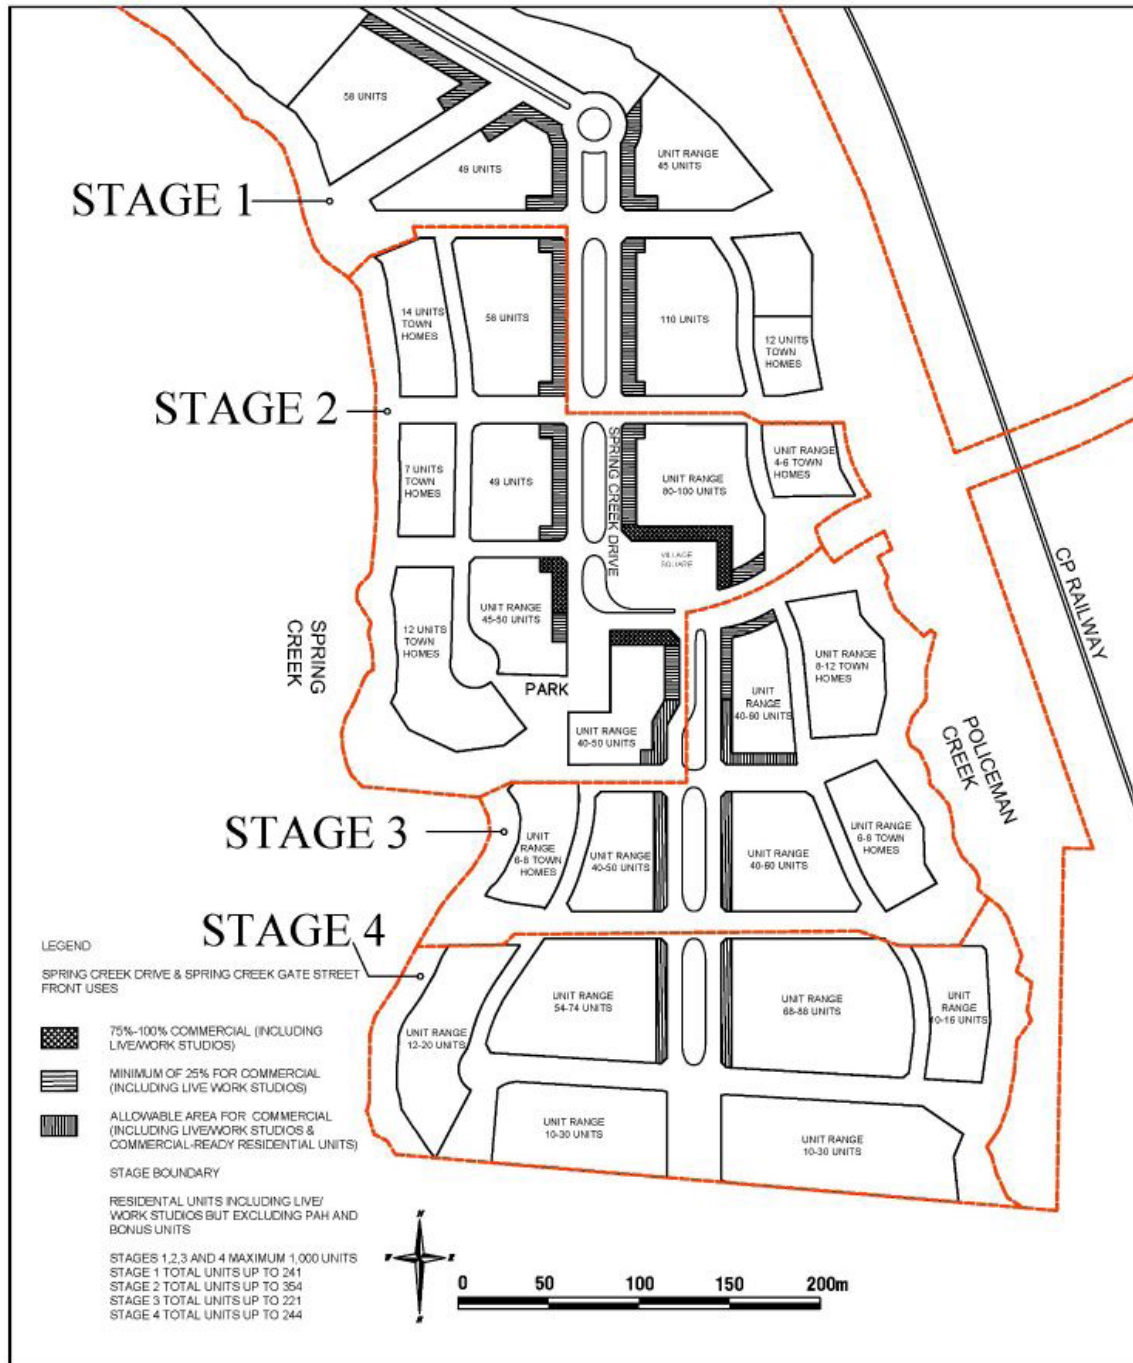 58 UNITS
49 UNITS
UNIT RANGE
45 UNITS
STAGE 1
14 UNITS
TOWN
HOMES
58 UNITS
110 UNITS
12 UNITS
TOWN
HOMES
STAGE 2
7 UNITS
TOWN
HOMES
49 UNITS
SPRING CREEK DRIVE
UNIT RANGE
80-100 UNITS
UNIT RANGE
4-6 TOWN
HOMES
VILLAGE
SQUARE
CP RAILWAY
SPRING
CREEK
12 UNITS
TOWN
HOMES
UNIT RANGE
45-50 UNITS
PARK
UNIT RANGE
40-50 UNITS
UNIT
RANGE
40-60 UNITS
UNIT RANGE
8-12 TOWN
HOMES
POLICEMAN
CREEK
STAGE 3
UNIT
RANGE
6-8 TOWN
HOMES
UNIT RANGE
40-50 UNITS
UNIT RANGE
40-60 UNITS
UNIT RANGE
6-8 TOWN
HOMES
STAGE 4
UNIT RANGE
12-20 UNITS
UNIT RANGE
54-74 UNITS
UNIT RANGE
68-86 UNITS
UNIT
RANGE
10-16 UNITS
UNIT RANGE
10-30 UNITS
UNIT RANGE
10-30 UNITS
LEGEND
SPRING CREEK DRIVE & SPRING CREEK GATE STREET
FRONT USES
75%-100% COMMERCIAL (INCLUDING
LIVE/WORK STUDIOS)
MINIMUM OF 25% FOR COMMERCIAL
(INCLUDING LIVE WORK STUDIOS)
ALLOWABLE AREA FOR COMMERCIAL
(INCLUDING LIVE/WORK STUDIOS &
COMMERCIAL-READY RESIDENTIAL UNITS)
STAGE BOUNDARY
RESIDENTAL UNITS INCLUDING LIVE/
WORK STUDIOS BUT EXCLUDING PAH AND
BONUS UNITS
STAGES 1,2,3 AND 4 MAXIMUM 1,000 UNITS
STAGE 1 TOTAL UNITS UP TO 241
STAGE 2 TOTAL UNITS UP TO 354
STAGE 3 TOTAL UNITS UP TO 221
STAGE 4 TOTAL UNITS UP TO 244
N
W
E
S
0 50 100 150 200m